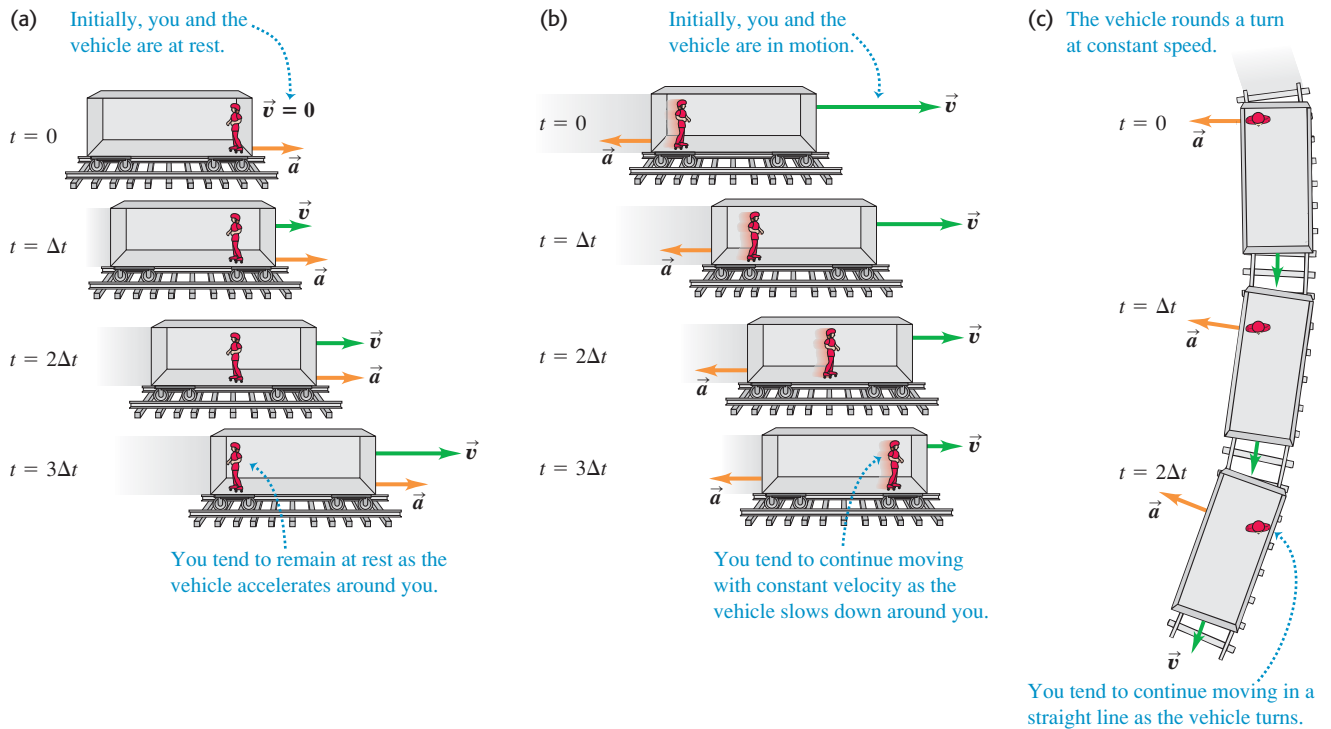 (a)
Initially, you and the
vehicle are at rest.
v⃗ = 0
t = 0
a⃗
v⃗
t = Δt
a⃗
v⃗
t = 2Δt
a⃗
v⃗
t = 3Δt
a⃗
You tend to remain at rest as the
vehicle accelerates around you.
(b)
Initially, you and the
vehicle are in motion.
v⃗
t = 0
a⃗
v⃗
t = Δt
a⃗
v⃗
t = 2Δt
a⃗
v⃗
t = 3Δt
a⃗
You tend to continue moving
with constant velocity as the
vehicle slows down around you.
(c)
The vehicle rounds a turn
at constant speed.
t = 0
a⃗
t = Δt
a⃗
t = 2Δt
a⃗
v⃗
You tend to continue moving in a
straight line as the vehicle turns.